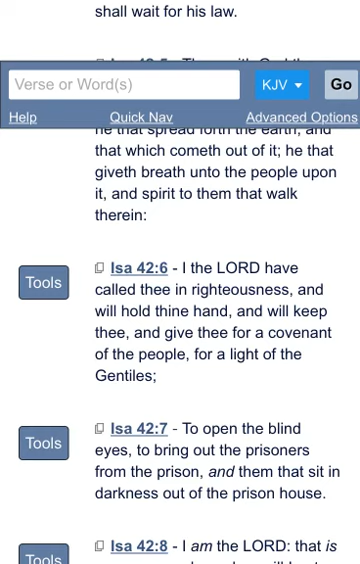 shall wait for his law.
Verse or Word(s)
KJV
Go
Help
Quick Nav
Advanced Options
he that spread forth the earth, and
that which cometh out of it; he that
giveth breath unto the people upon
it, and spirit to them that walk
therein:
Tools
Isa 42:6 - I the LORD have
called thee in righteousness, and
will hold thine hand, and will keep
thee, and give thee for a covenant
of the people, for a light of the
Gentiles;
Tools
Isa 42:7 - To open the blind
eyes, to bring out the prisoners
from the prison, and them that sit in
darkness out of the prison house.
Tools
Isa 42:8 - I am the LORD: that is